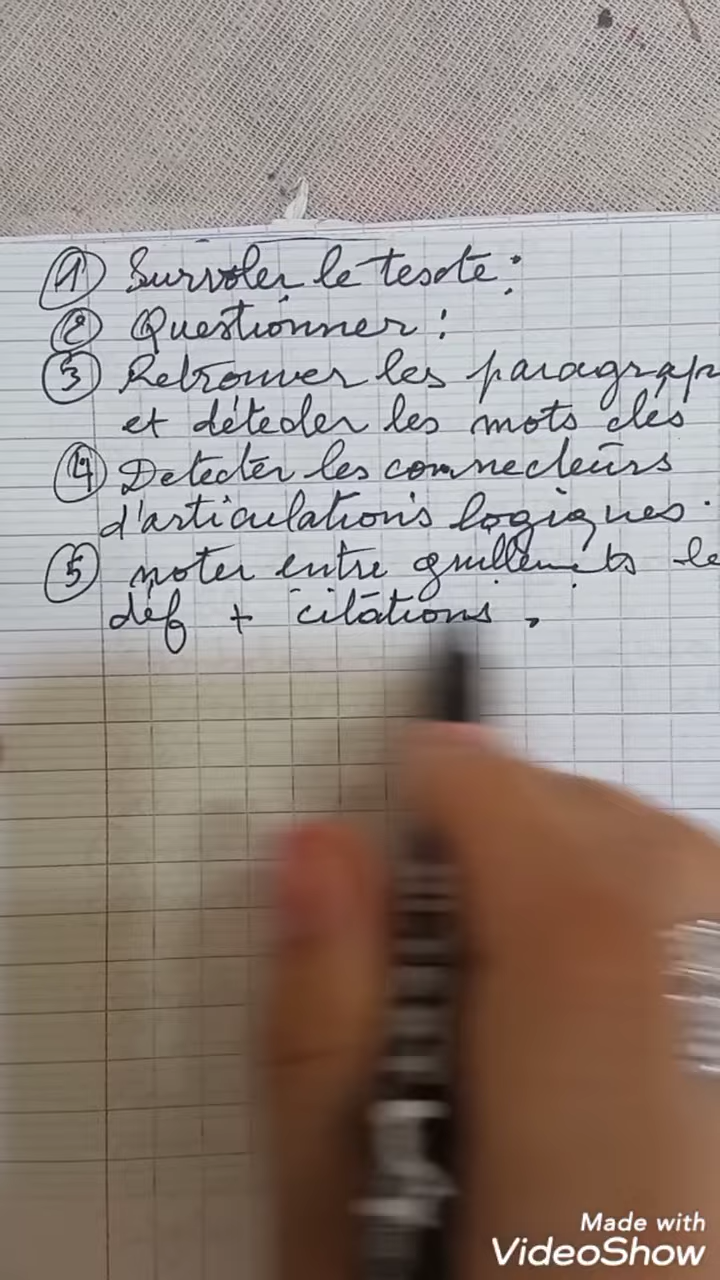 1 Survoler le texte :
2 Questionner :
3 Retrouver les paragrap
et détecter les mots clés
4 Detecter les connecteurs
d'articulations logiques.
5 noter entre guillemets le
déf + citations.
Made with
VideoShow